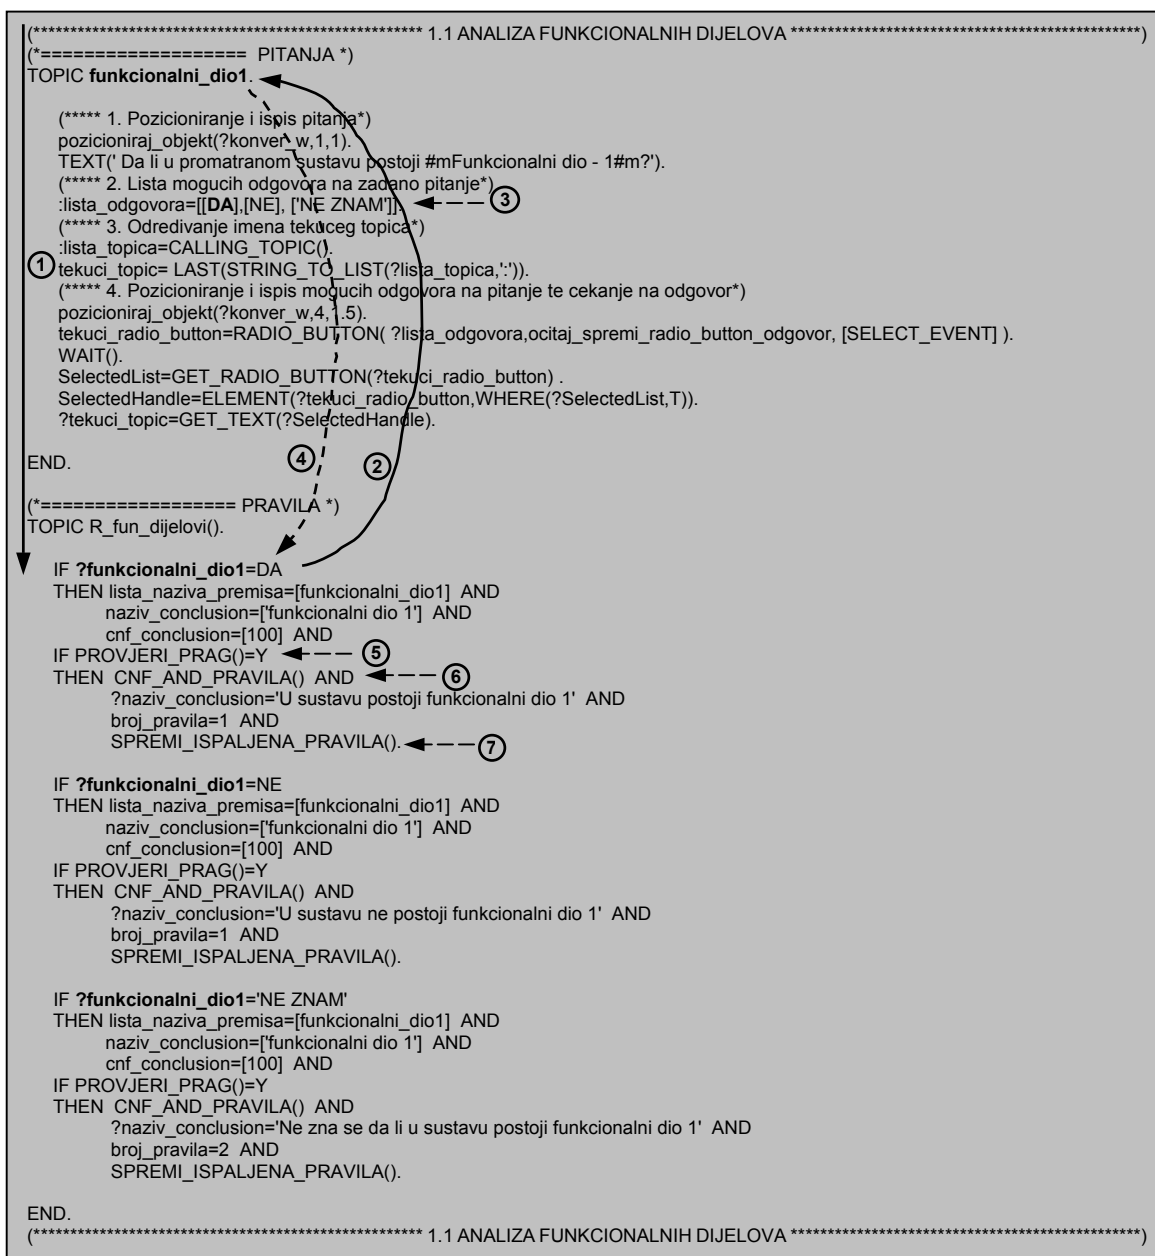 (**************************************************** 1.1 ANALIZA FUNKCIONALNIH DIJELOVA ***********************************************)
(*=================== PITANJA *)
TOPIC funkcionalni_dio1.
(***** 1. Pozicioniranje i ispis pitanja*)
pozicioniraj_objekt(?konver_w,1,1).
TEXT(' Da li u promatranom sustavu postoji #mFunkcionalni dio - 1#m?').
(***** 2. Lista mogucih odgovora na zadano pitanje*)
:lista_odgovora=[[DA],[NE], ['NE ZNAM']]. 3
(***** 3. Odredivanje imena tekuceg topica*)
:lista_topica=CALLING_TOPIC().
1 tekuci_topic= LAST(STRING_TO_LIST(?lista_topica,':')).
(***** 4. Pozicioniranje i ispis mogucih odgovora na pitanje te cekanje na odgovor*)
pozicioniraj_objekt(?konver_w,4,1.5).
tekuci_radio_button=RADIO_BUTTON( ?lista_odgovora,ocitaj_spremi_radio_button_odgovor, [SELECT_EVENT] ).
WAIT().
SelectedList=GET_RADIO_BUTTON(?tekuci_radio_button) .
SelectedHandle=ELEMENT(?tekuci_radio_button,WHERE(?SelectedList,T)).
?tekuci_topic=GET_TEXT(?SelectedHandle).
END. 4 2
(*================== PRAVILA *)
TOPIC R_fun_dijelovi().
IF ?funkcionalni_dio1=DA
THEN lista_naziva_premisa=[funkcionalni_dio1] AND
naziv_conclusion=['funkcionalni dio 1'] AND
cnf_conclusion=[100] AND
IF PROVJERI_PRAG()=Y 5
THEN CNF_AND_PRAVILA() AND 6
?naziv_conclusion='U sustavu postoji funkcionalni dio 1' AND
broj_pravila=1 AND
SPREMI_ISPALJENA_PRAVILA(). 7
IF ?funkcionalni_dio1=NE
THEN lista_naziva_premisa=[funkcionalni_dio1] AND
naziv_conclusion=['funkcionalni dio 1'] AND
cnf_conclusion=[100] AND
IF PROVJERI_PRAG()=Y
THEN CNF_AND_PRAVILA() AND
?naziv_conclusion='U sustavu ne postoji funkcionalni dio 1' AND
broj_pravila=1 AND
SPREMI_ISPALJENA_PRAVILA().
IF ?funkcionalni_dio1='NE ZNAM'
THEN lista_naziva_premisa=[funkcionalni_dio1] AND
naziv_conclusion=['funkcionalni dio 1'] AND
cnf_conclusion=[100] AND
IF PROVJERI_PRAG()=Y
THEN CNF_AND_PRAVILA() AND
?naziv_conclusion='Ne zna se da li u sustavu postoji funkcionalni dio 1' AND
broj_pravila=2 AND
SPREMI_ISPALJENA_PRAVILA().
END.
(**************************************************** 1.1 ANALIZA FUNKCIONALNIH DIJELOVA ***********************************************)